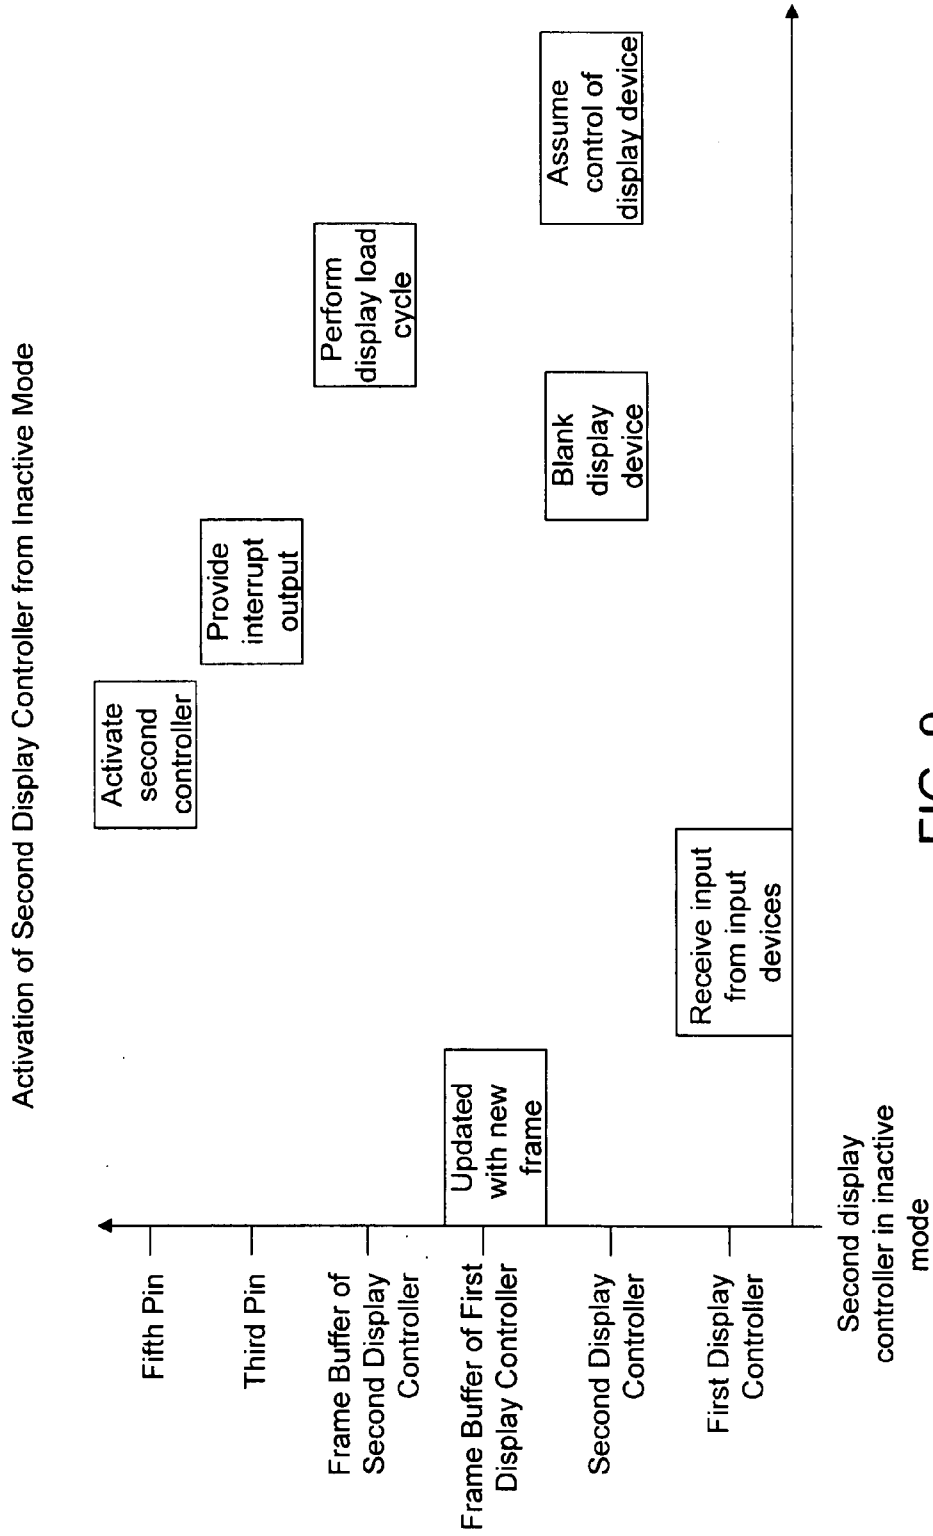 Activation of Second Display Controller from Inactive Mode
Fifth Pin
Activate
second
controller
Third Pin
Provide
interrupt
output
Frame Buffer of
Second Display
Controller
Perform
display load
cycle
Frame Buffer of First
Display Controller
Updated
with new
frame
Second Display
Controller
Blank
display
device
Assume
control of
display device
First Display
Controller
Receive input
from input
devices
Second display
controller in inactive
mode
FIG.